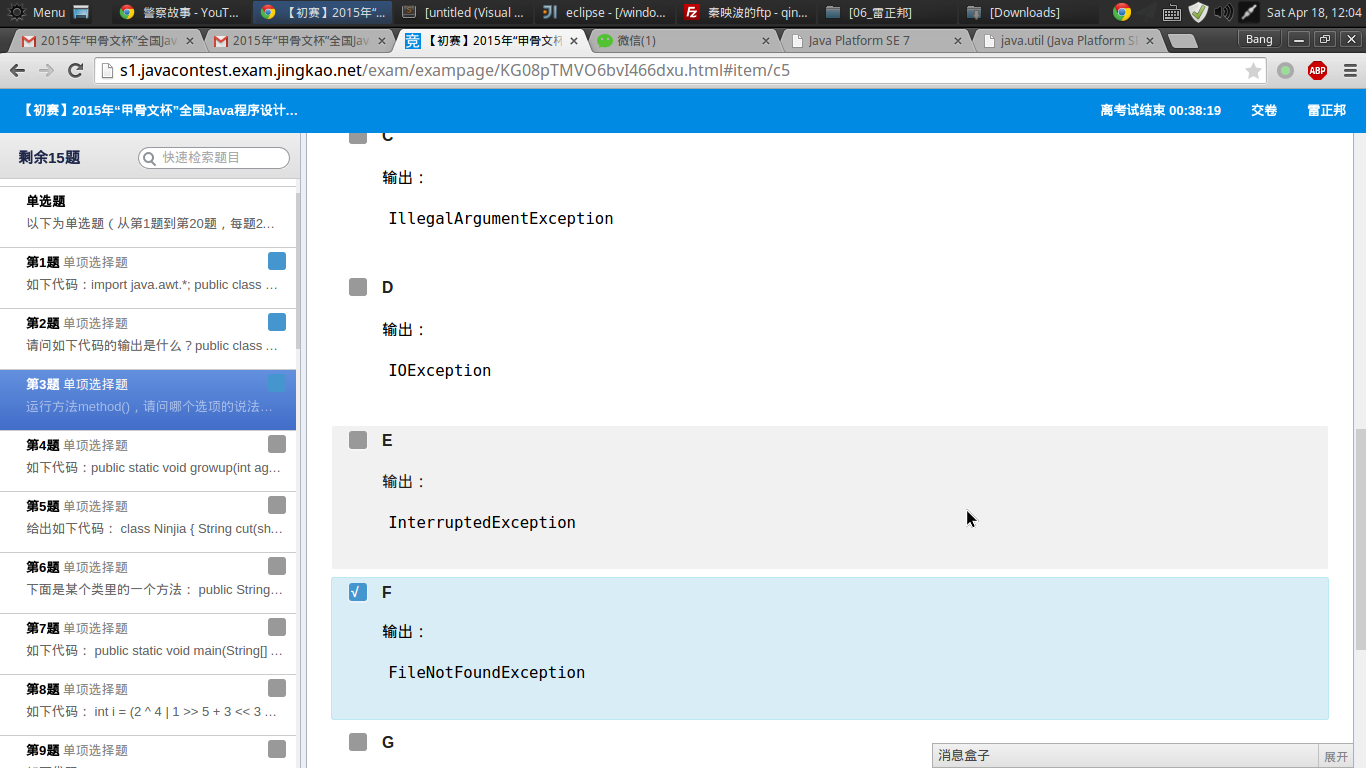 Menu 警察故事 - YouT... 【初赛】2015年“... [untitled (Visual ... eclipse - [/windo... 秦映波的ftp - qin... [06_雷正邦] [Downloads] Sat Apr 18, 12:04
2015年“甲骨文杯”全国Jav 2015年“甲骨文杯”全国Jav 【初赛】2015年“甲骨文杯 微信(1) Java Platform SE 7 java.util (Java Platform SE Bang
s1.javacontest.exam.jingkao.net/exam/exampage/KG08pTMVO6bvI466dxu.html#item/c5 ABP
【初赛】2015年“甲骨文杯”全国Java程序设计... 离考试结束 00:38:19 交卷 雷正邦
剩余15题 快速检索题目
单选题
以下为单选题（从第1题到第20题，每题2...
第1题 单项选择题
如下代码：import java.awt.*; public class ...
第2题 单项选择题
请问如下代码的输出是什么？public class ...
第3题 单项选择题
运行方法method()，请问哪个选项的说法...
第4题 单项选择题
如下代码：public static void growup(int ag...
第5题 单项选择题
给出如下代码： class Ninjia { String cut(sh...
第6题 单项选择题
下面是某个类里的一个方法： public String...
第7题 单项选择题
如下代码： public static void main(String[] ...
第8题 单项选择题
如下代码： int i = (2 ^ 4 | 1 >> 5 + 3 << 3 ...
第9题 单项选择题
C
输出：
IllegalArgumentException
D
输出：
IOException
E
输出：
InterruptedException
√ F
输出：
FileNotFoundException
G
消息盒子 展开